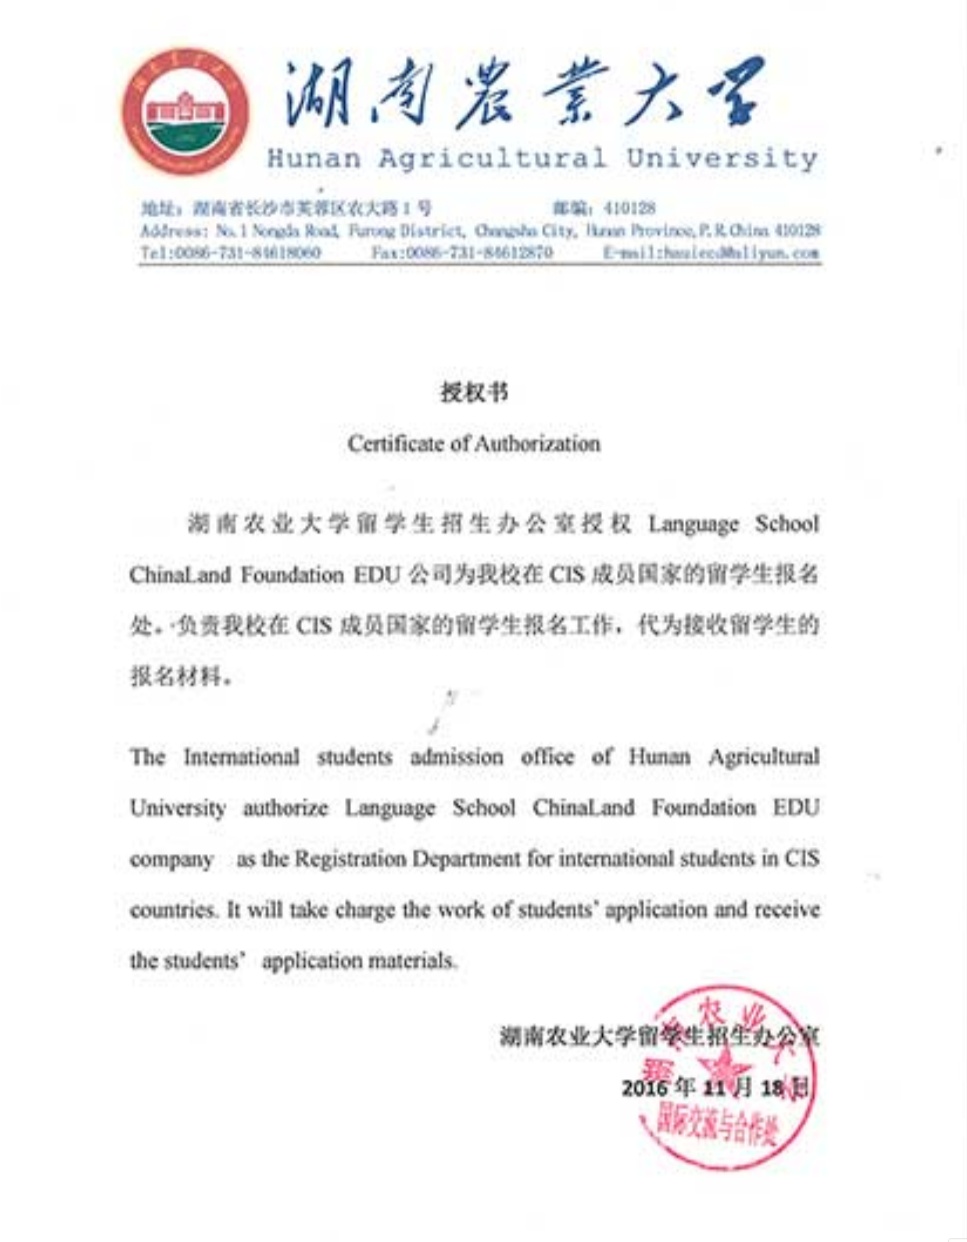 湖南農業大学
Hunan Agricultural University
地址：湖南省长沙市芙蓉区农大路1号 邮编：410128
Address: No.1 Nongda Road, Furong District, Changsha City, Hunan Province, P.R.China 410128
Tel:0086-731-84618060 Fax:0086-731-84612870
授权书
Certificate of Authorization
湖南农业大学留学生招生办公室授权 Language School
ChinaLand Foundation EDU 公司为我校在 CIS 成员国家的留学生报名
处。负责我校在 CIS 成员国家的留学生报名工作，代为接收留学生的
报名材料。
The International students admission office of Hunan Agricultural
University authorize Language School ChinaLand Foundation EDU
company as the Registration Department for international students in CIS
countries. It will take charge the work of students’ application and receive
the students’ application materials.
湖南农业大学留学生招生办公室
2016 年 11 月 18 日
湖南农业大学
国际交流与合作处